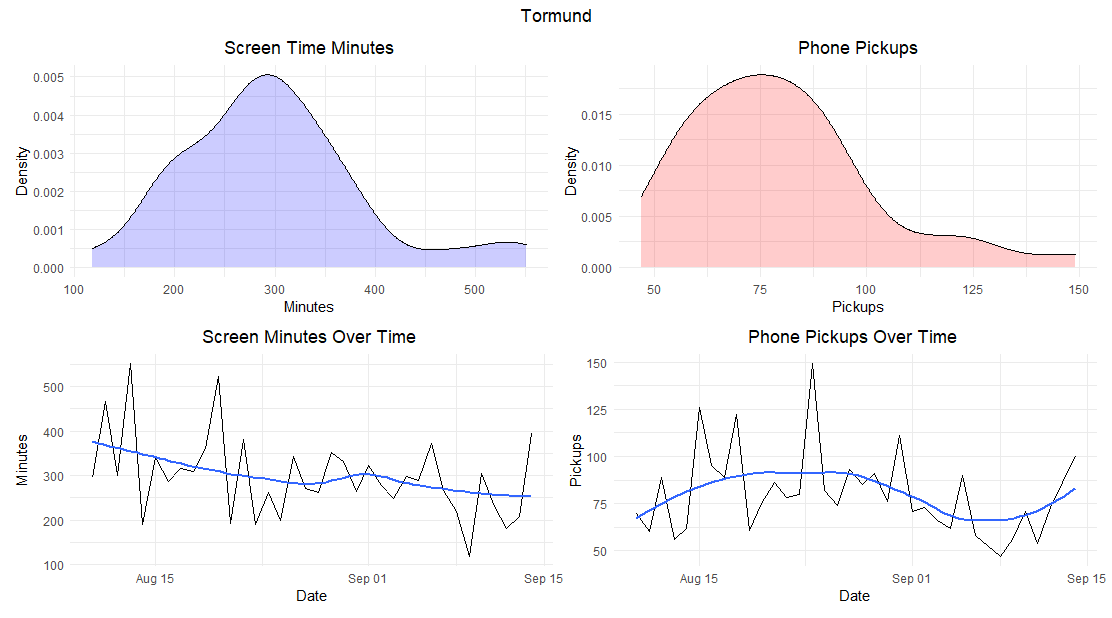 Tormund
Screen Time Minutes
Density
0.005
0.004
0.003
0.002
0.001
0.000
100 200 300 400 500
Minutes
Phone Pickups
Density
0.015
0.010
0.005
0.000
50 75 100 125 150
Pickups
Screen Minutes Over Time
Minutes
500
400
300
200
100
Aug 15 Sep 01 Sep 15
Date
Phone Pickups Over Time
Pickups
150
125
100
75
50
Aug 15 Sep 01 Sep 15
Date